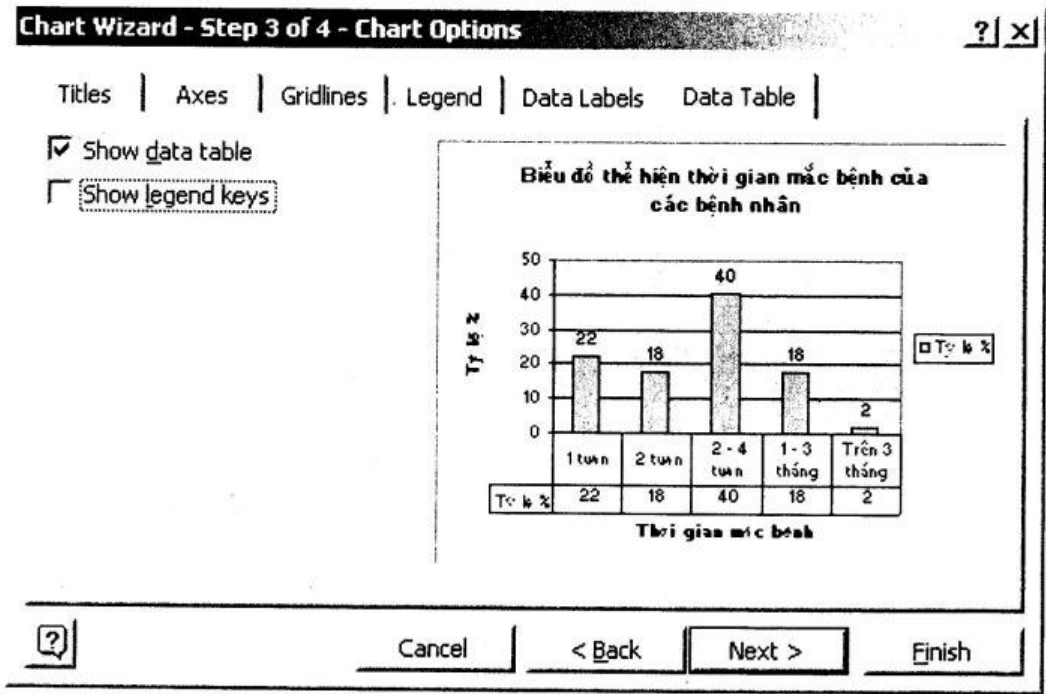 Chart Wizard - Step 3 of 4 - Chart Options
? ×
Titles Axes Gridlines Legend Data Labels Data Table
Show data table
Show legend keys
Biểu đồ thể hiện thời gian mắc bệnh của
các bệnh nhân
Tỷ lệ %
50
40
30
20
10
0
22
18
40
18
2
Tỷ lệ %
1 tuần
2 tuần
2 - 4
tuần
1 - 3
tháng
Trên 3
tháng
Tỷ lệ % 22 18 40 18 2
Thời gian mắc bệnh
?
Cancel
< Back
Next >
Finish